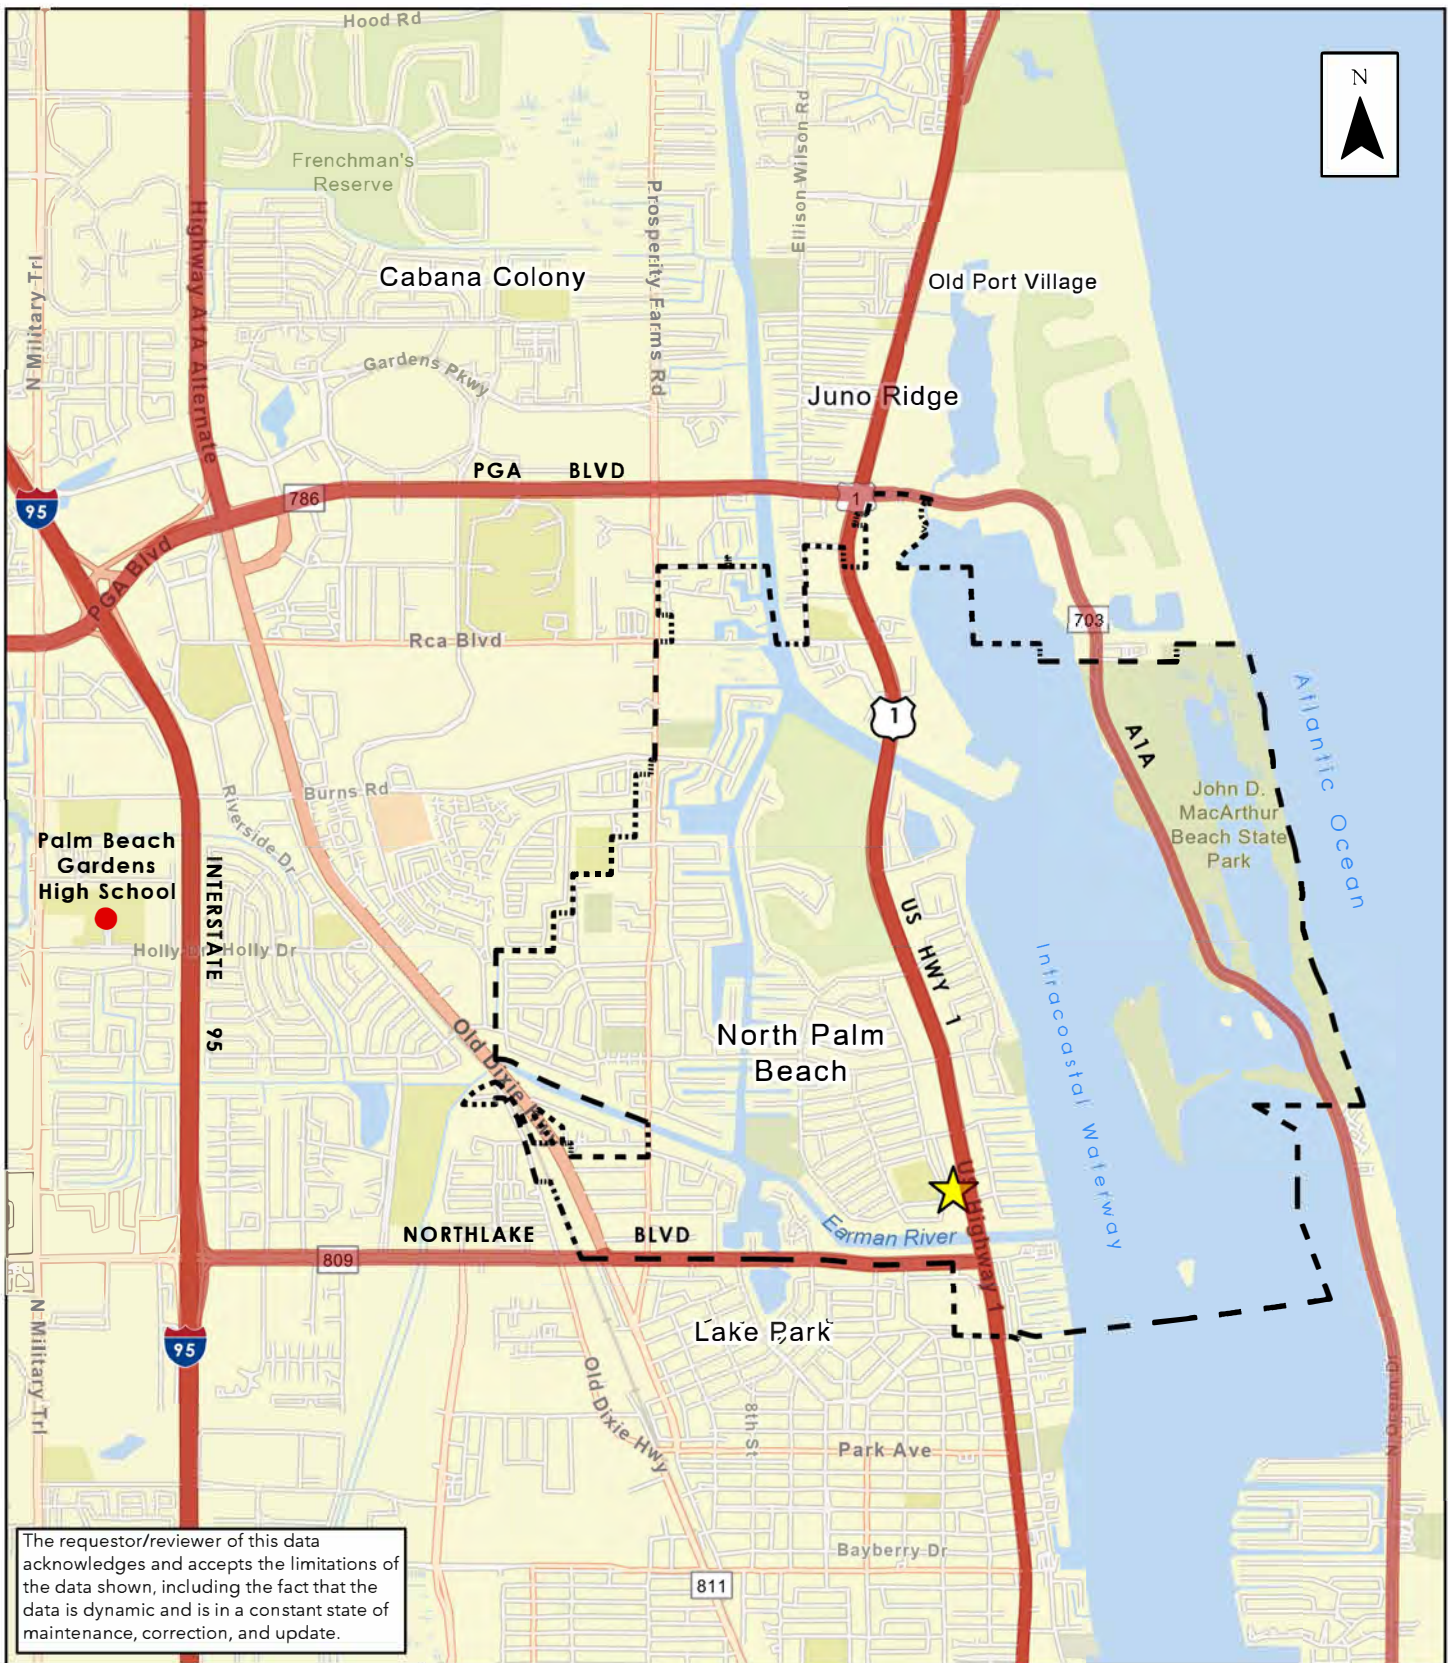 Hood Rd
N
Frenchman's
Reserve
Ellison Wilson Rd
Prosperity Farms Rd
Highway A1A Alternate
N Military Trl
Cabana Colony
Old Port Village
Gardens Pkwy
Juno Ridge
PGA BLVD
786
1
95
PGA Blvd
Rca Blvd
703
1
A1A
Atlantic Ocean
Burns Rd
Riverside Dr
John D.
MacArthur
Beach State
Park
Palm Beach
Gardens
High School
INTERSTATE 95
US HWY 1
Holly Dr
Holly Dr
Intracoastal Waterway
Old Dixie Hwy
North Palm
Beach
US Highway 1
Earman River
NORTHLAKE BLVD
809
Lake Park
95
N Military Trl
Old Dixie Hwy
8th St
Park Ave
N Ocean Dr
Bayberry Dr
811
The requestor/reviewer of this data
acknowledges and accepts the limitations of
the data shown, including the fact that the
data is dynamic and is in a constant state of
maintenance, correction, and update.